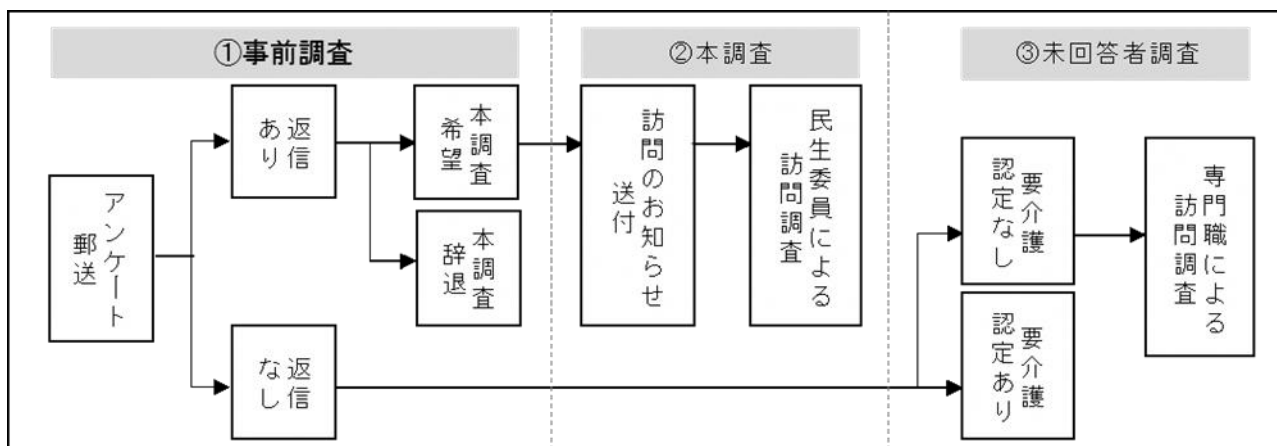 ①事前調査
②本調査
③未回答者調査
アンケート
郵送
返信
あり
返信
なし
本調査
希望
本調査
辞退
訪問のお知らせ
送付
民生委員による
訪問調査
要介護
認定なし
要介護
認定あり
専門職による
訪問調査